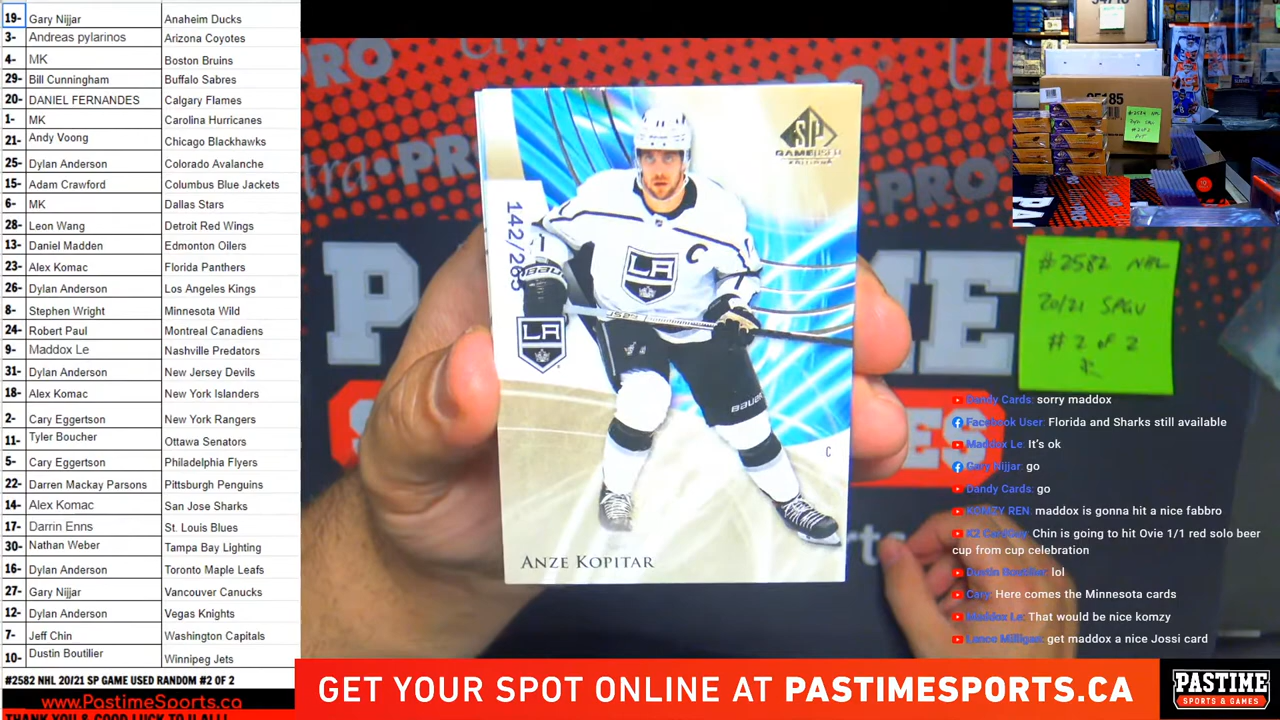 19- Gary Nijjar Anaheim Ducks
3- Andreas pylarinos Arizona Coyotes
4- MK Boston Bruins
29- Bill Cunningham Buffalo Sabres
20- DANIEL FERNANDES Calgary Flames
1- MK Carolina Hurricanes
21- Andy Voong Chicago Blackhawks
25- Dylan Anderson Colorado Avalanche
15- Adam Crawford Columbus Blue Jackets
6- MK Dallas Stars
28- Leon Wang Detroit Red Wings
13- Daniel Madden Edmonton Oilers
23- Alex Komac Florida Panthers
26- Dylan Anderson Los Angeles Kings
8- Stephen Wright Minnesota Wild
24- Robert Paul Montreal Canadiens
9- Maddox Le Nashville Predators
31- Dylan Anderson New Jersey Devils
18- Alex Komac New York Islanders
2- Cary Eggertson New York Rangers
11- Tyler Boucher Ottawa Senators
5- Cary Eggertson Philadelphia Flyers
22- Darren Mackay Parsons Pittsburgh Penguins
14- Alex Komac San Jose Sharks
17- Darrin Enns St. Louis Blues
30- Nathan Weber Tampa Bay Lighting
16- Dylan Anderson Toronto Maple Leafs
27- Gary Nijjar Vancouver Canucks
12- Dylan Anderson Vegas Knights
7- Jeff Chin Washington Capitals
10- Dustin Boutilier Winnipeg Jets
#2582 NHL 20/21 SP GAME USED RANDOM #2 OF 2
www.PastimeSports.ca
THANK YOU & GOOD LUCK TO U ALL!
SP
GAME USED
EDITION
LA
C
BAUER
LA
C
ANZE KOPITAR
#2582 NHL
20/21 SPGU
#2 of 2
Dandy Cards: sorry maddox
Facebook User: Florida and Sharks still available
Maddox Le: It's ok
Gary Nijjar: go
Dandy Cards: go
KOMZY REN: maddox is gonna hit a nice fabbro
Chin is going to hit Ovie 1/1 red solo beer
cup from cup celebration
Dustin Boutilier: lol
Cary: Here comes the Minnesota cards
Maddox Le: That would be nice komzy
Lance Milligan: get maddox a nice Jossi card
GET YOUR SPOT ONLINE AT PASTIMESPORTS.CA
PASTIME
SPORTS & GAMES